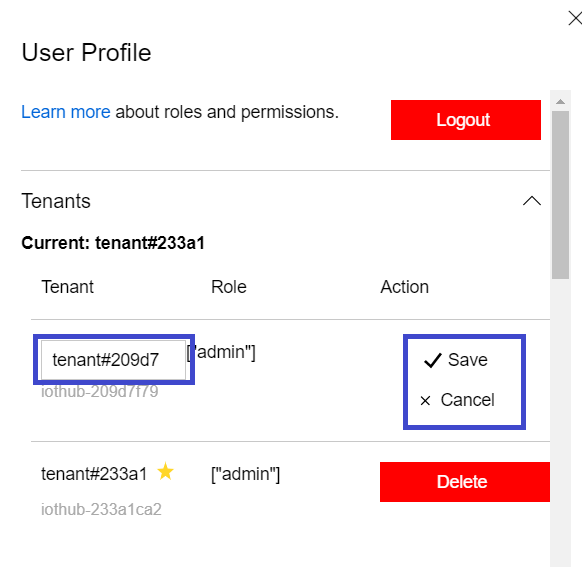 User Profile
Learn more about roles and permissions.
Logout
Tenants
Current: tenant#233a1
Tenant Role Action
tenant#209d7 ["admin"] Save
iothub-209d7f79 Cancel
tenant#233a1 ["admin"] Delete
iothub-233a1ca2